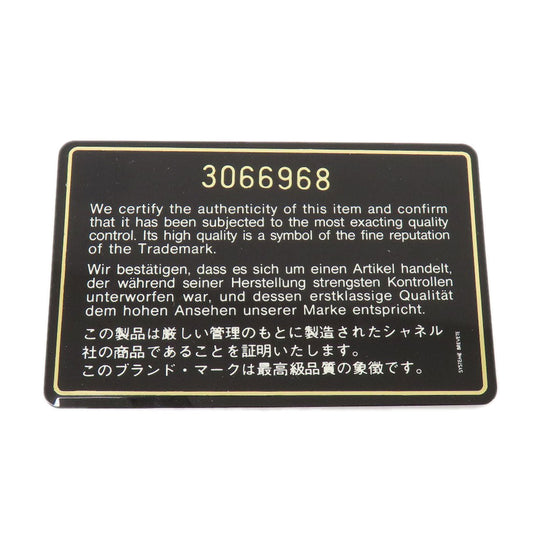 3066968
We certify the authenticity of this item and confirm
that it has been subjected to the most exacting quality
control. Its high quality is a symbol of the fine reputation
of the Trademark.
Wir bestätigen, dass es sich um einen Artikel handelt,
der während seiner Herstellung strengsten Kontrollen
unterworfen war, und dessen erstklassige Qualität
dem hohen Ansehen unserer Marke entspricht.
この製品は厳しい管理のもとに製造されたシャネル
社の商品であることを証明いたします。
このブランド・マークは最高級品質の象徴です。
SYSTÈME BREVETÉ